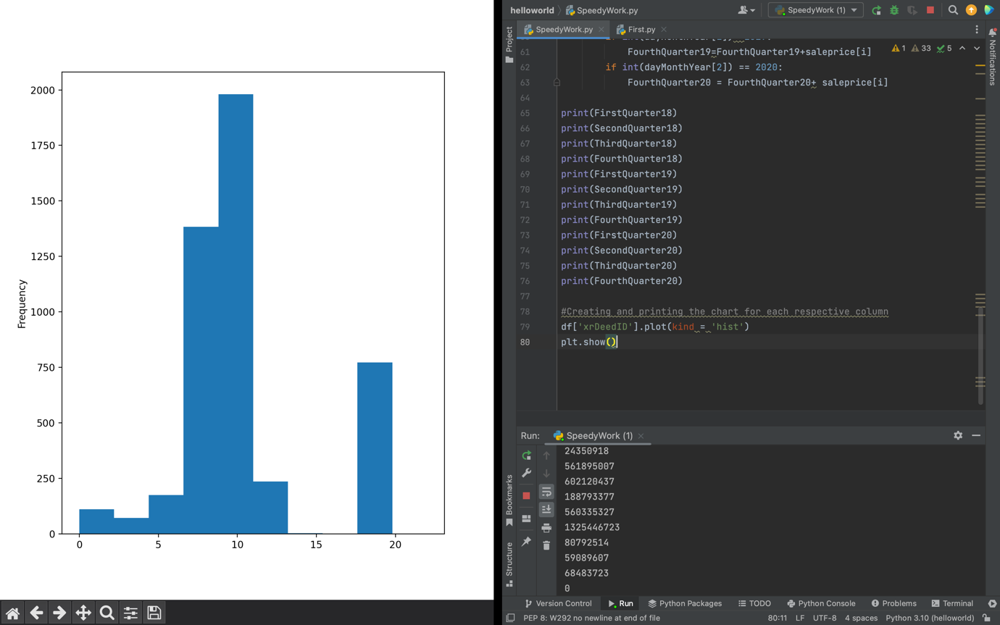 2000
1750
1500
1250
1000
750
500
250
0
Frequency
0 5 10 15 20
helloworld SpeedyWork.py
SpeedyWork (1)
Project
SpeedyWork.py First.py
Notifications
1 33 5
61 FourthQuarter19=FourthQuarter19+saleprice[i]
62 if int(dayMonthYear[2]) == 2020:
63 FourthQuarter20 = FourthQuarter20+ saleprice[i]
64
65 print(FirstQuarter18)
66 print(SecondQuarter18)
67 print(ThirdQuarter18)
68 print(FourthQuarter18)
69 print(FirstQuarter19)
70 print(SecondQuarter19)
71 print(ThirdQuarter19)
72 print(FourthQuarter19)
73 print(FirstQuarter20)
74 print(SecondQuarter20)
75 print(ThirdQuarter20)
76 print(FourthQuarter20)
77
78 #Creating and printing the chart for each respective column
79 df['xrDeedID'].plot(kind = 'hist')
80 plt.show()
Run: SpeedyWork (1)
Bookmarks
Structure
24350918
561895007
602120437
188793377
560335327
1325446723
80792514
59089607
68483723
0
Version Control Run Python Packages TODO Python Console Problems Terminal
PEP 8: W292 no newline at end of file 80:11 LF UTF-8 4 spaces Python 3.10 (helloworld)